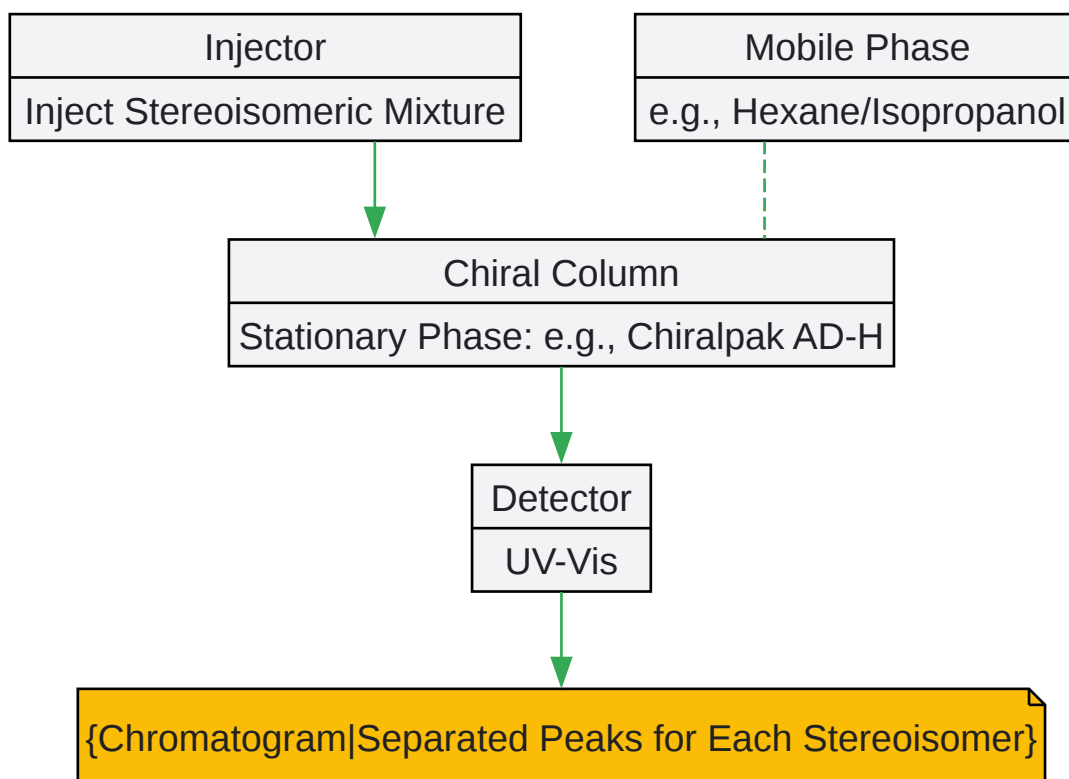 Injector
Inject Stereoisomeric Mixture
Mobile Phase
e.g., Hexane/Isopropanol
Chiral Column
Stationary Phase: e.g., Chiralpak AD-H
Detector
UV-Vis
{Chromatogram|Separated Peaks for Each Stereoisomer}